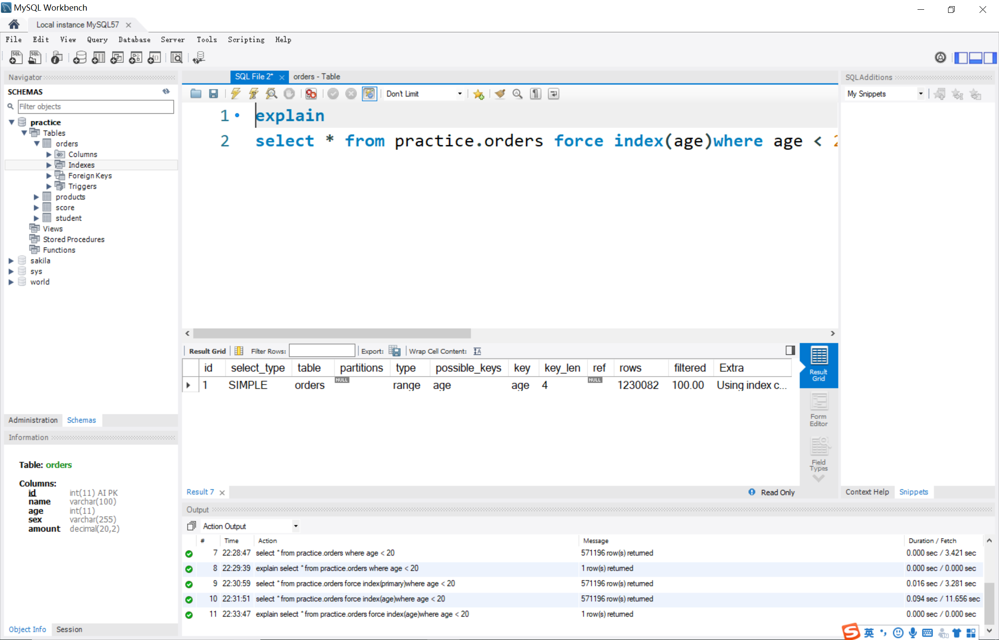 MySQL Workbench
Local instance MySQL57
File Edit View Query Database Server Tools Scripting Help
Navigator
SCHEMAS
Filter objects
practice
Tables
orders
Columns
Indexes
Foreign Keys
Triggers
products
score
student
Views
Stored Procedures
Functions
sakila
sys
world
Administration Schemas
Information
Table: orders
Columns:
id int(11) AI PK
name varchar(100)
age int(11)
sex varchar(255)
amount decimal(20,2)
Object Info Session
SQL File 2* orders - Table
Don't Limit
1 explain
2 select * from practice.orders force index(age)where age <
Result Grid Filter Rows: Export: Wrap Cell Content:
id select_type table partitions type possible_keys key key_len ref rows filtered Extra
1 SIMPLE orders NULL range age age 4 NULL 1230082 100.00 Using index c...
Result Grid
Form Editor
Field Types
Result 7 Read Only
SQLAdditions
My Snippets
Context Help Snippets
Output
Action Output
# Time Action Message Duration / Fetch
7 22:28:47 select * from practice.orders where age < 20 571196 row(s) returned 0.000 sec / 3.421 sec
8 22:29:39 explain select * from practice.orders where age < 20 1 row(s) returned 0.000 sec / 0.000 sec
9 22:30:59 select * from practice.orders force index(primary)where age < 20 571196 row(s) returned 0.016 sec / 3.281 sec
10 22:31:51 select * from practice.orders force index(age)where age < 20 571196 row(s) returned 0.094 sec / 11.656 sec
11 22:33:47 explain select * from practice.orders force index(age)where age < 20 1 row(s) returned 0.000 sec / 0.000 sec
英